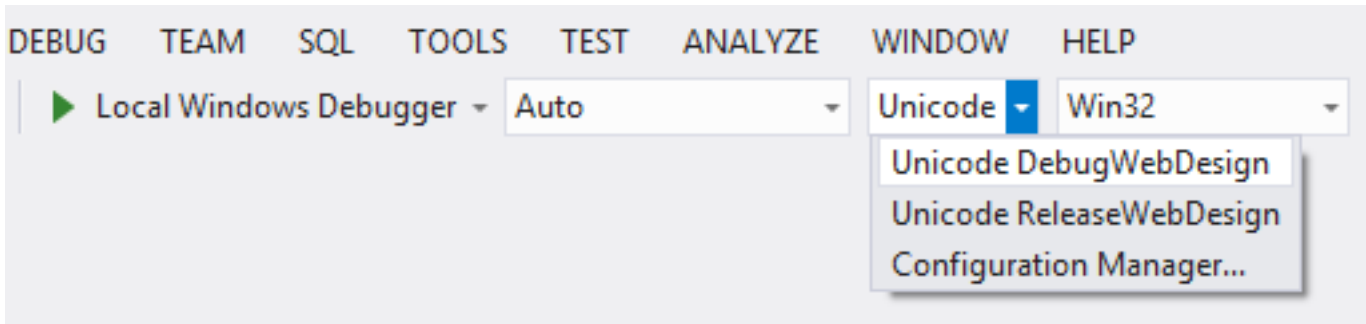 DEBUG TEAM SQL TOOLS TEST ANALYZE WINDOW HELP
Local Windows Debugger Auto Unicode Win32
Unicode DebugWebDesign
Unicode ReleaseWebDesign
Configuration Manager...